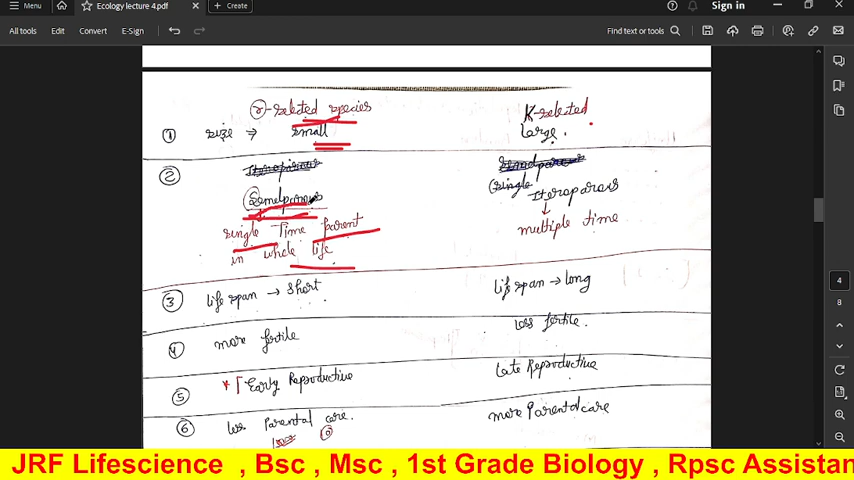 Menu
Ecology lecture 4.pdf
Create
Sign in
All tools Edit Convert E-Sign
Find text or tools
r-selected species K-selected
1 size ⇒ small large.
2
Semelparous (single Iteroparous
single Time parent
in whole life
multiple time
3 life span → short life span → long
4 more fertile less fertile.
5 * Early Reproductive Late Reproductive
6 less Parental care. more Parental care
4
8
JRF Lifescience , Bsc , Msc , 1st Grade Biology , Rpsc Assistan